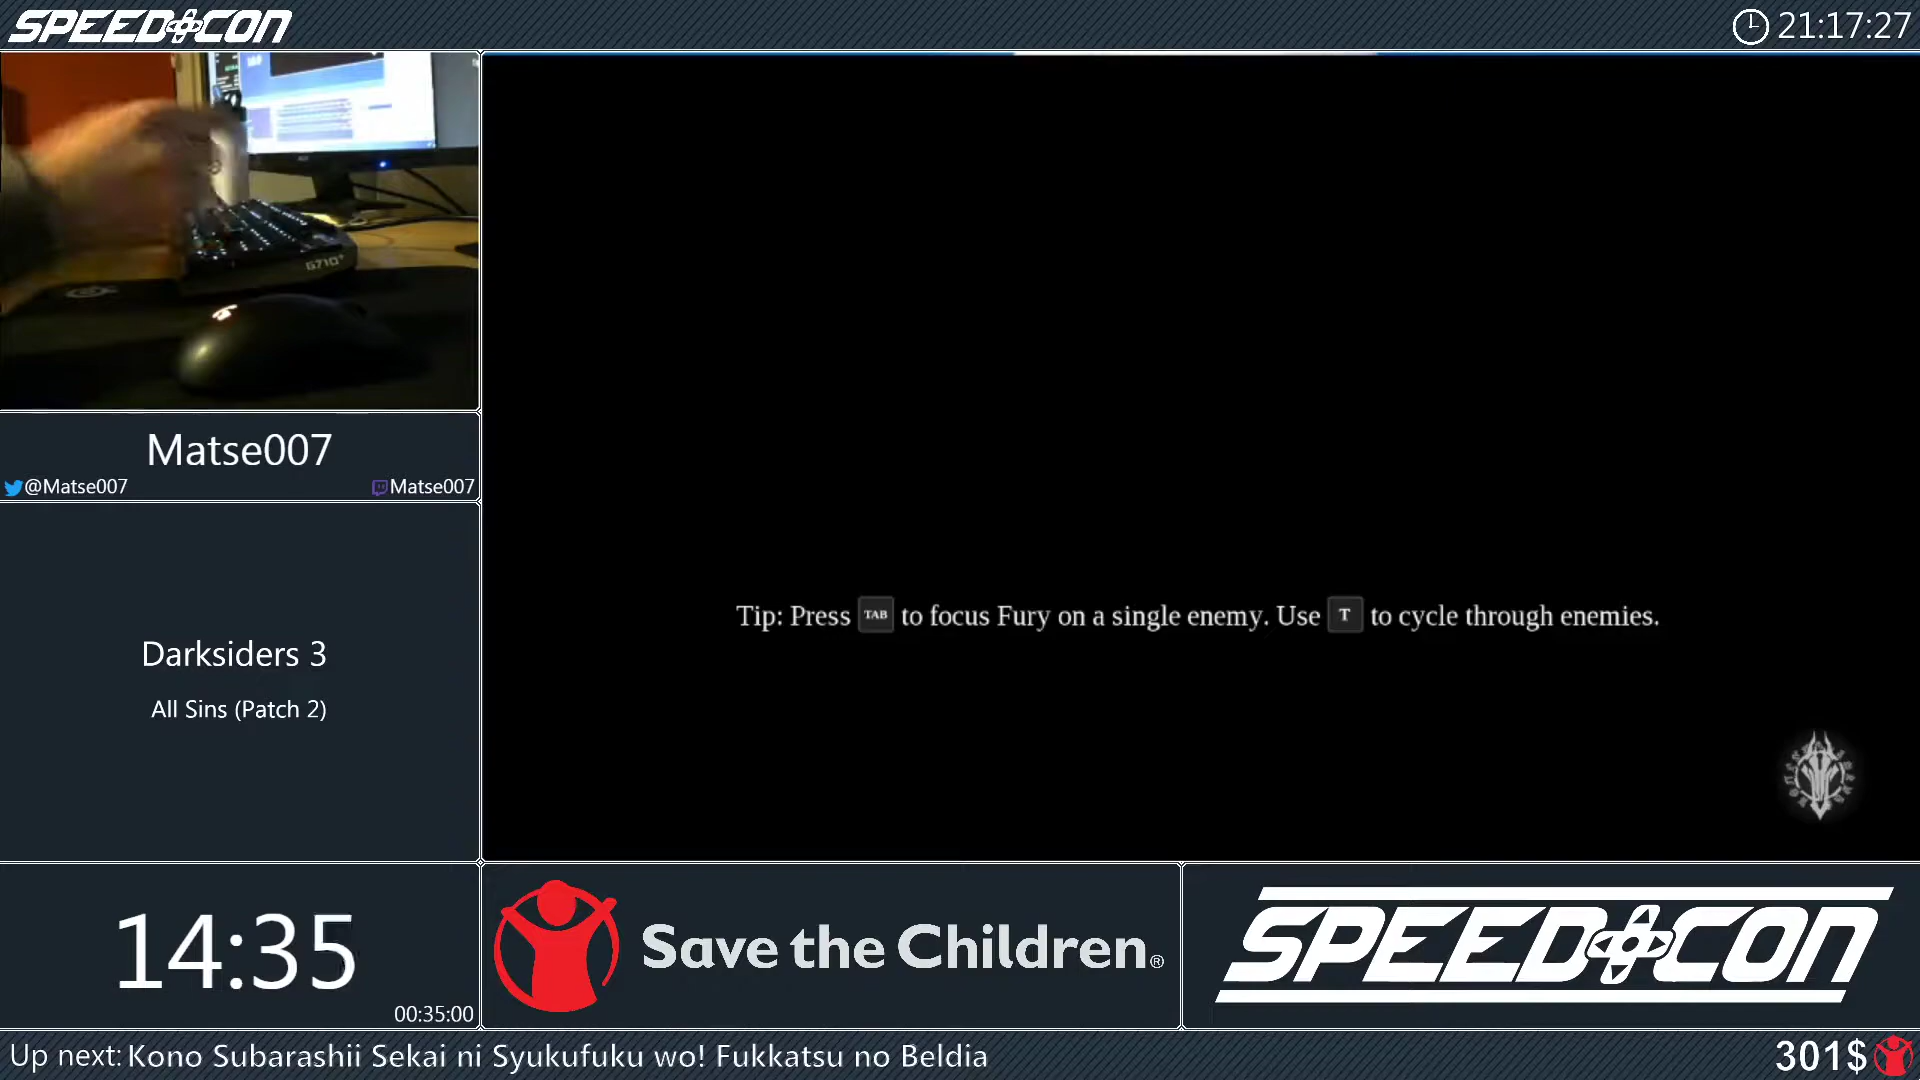 SPEED CON
21:17:27
G710+
Matse007
@Matse007
Matse007
Tip: Press TAB to focus Fury on a single enemy. Use T to cycle through enemies.
Darksiders 3
All Sins (Patch 2)
14:35
00:35:00
Save the Children®
SPEED CON
Up next: Kono Subarashii Sekai ni Syukufuku wo! Fukkatsu no Beldia
301$